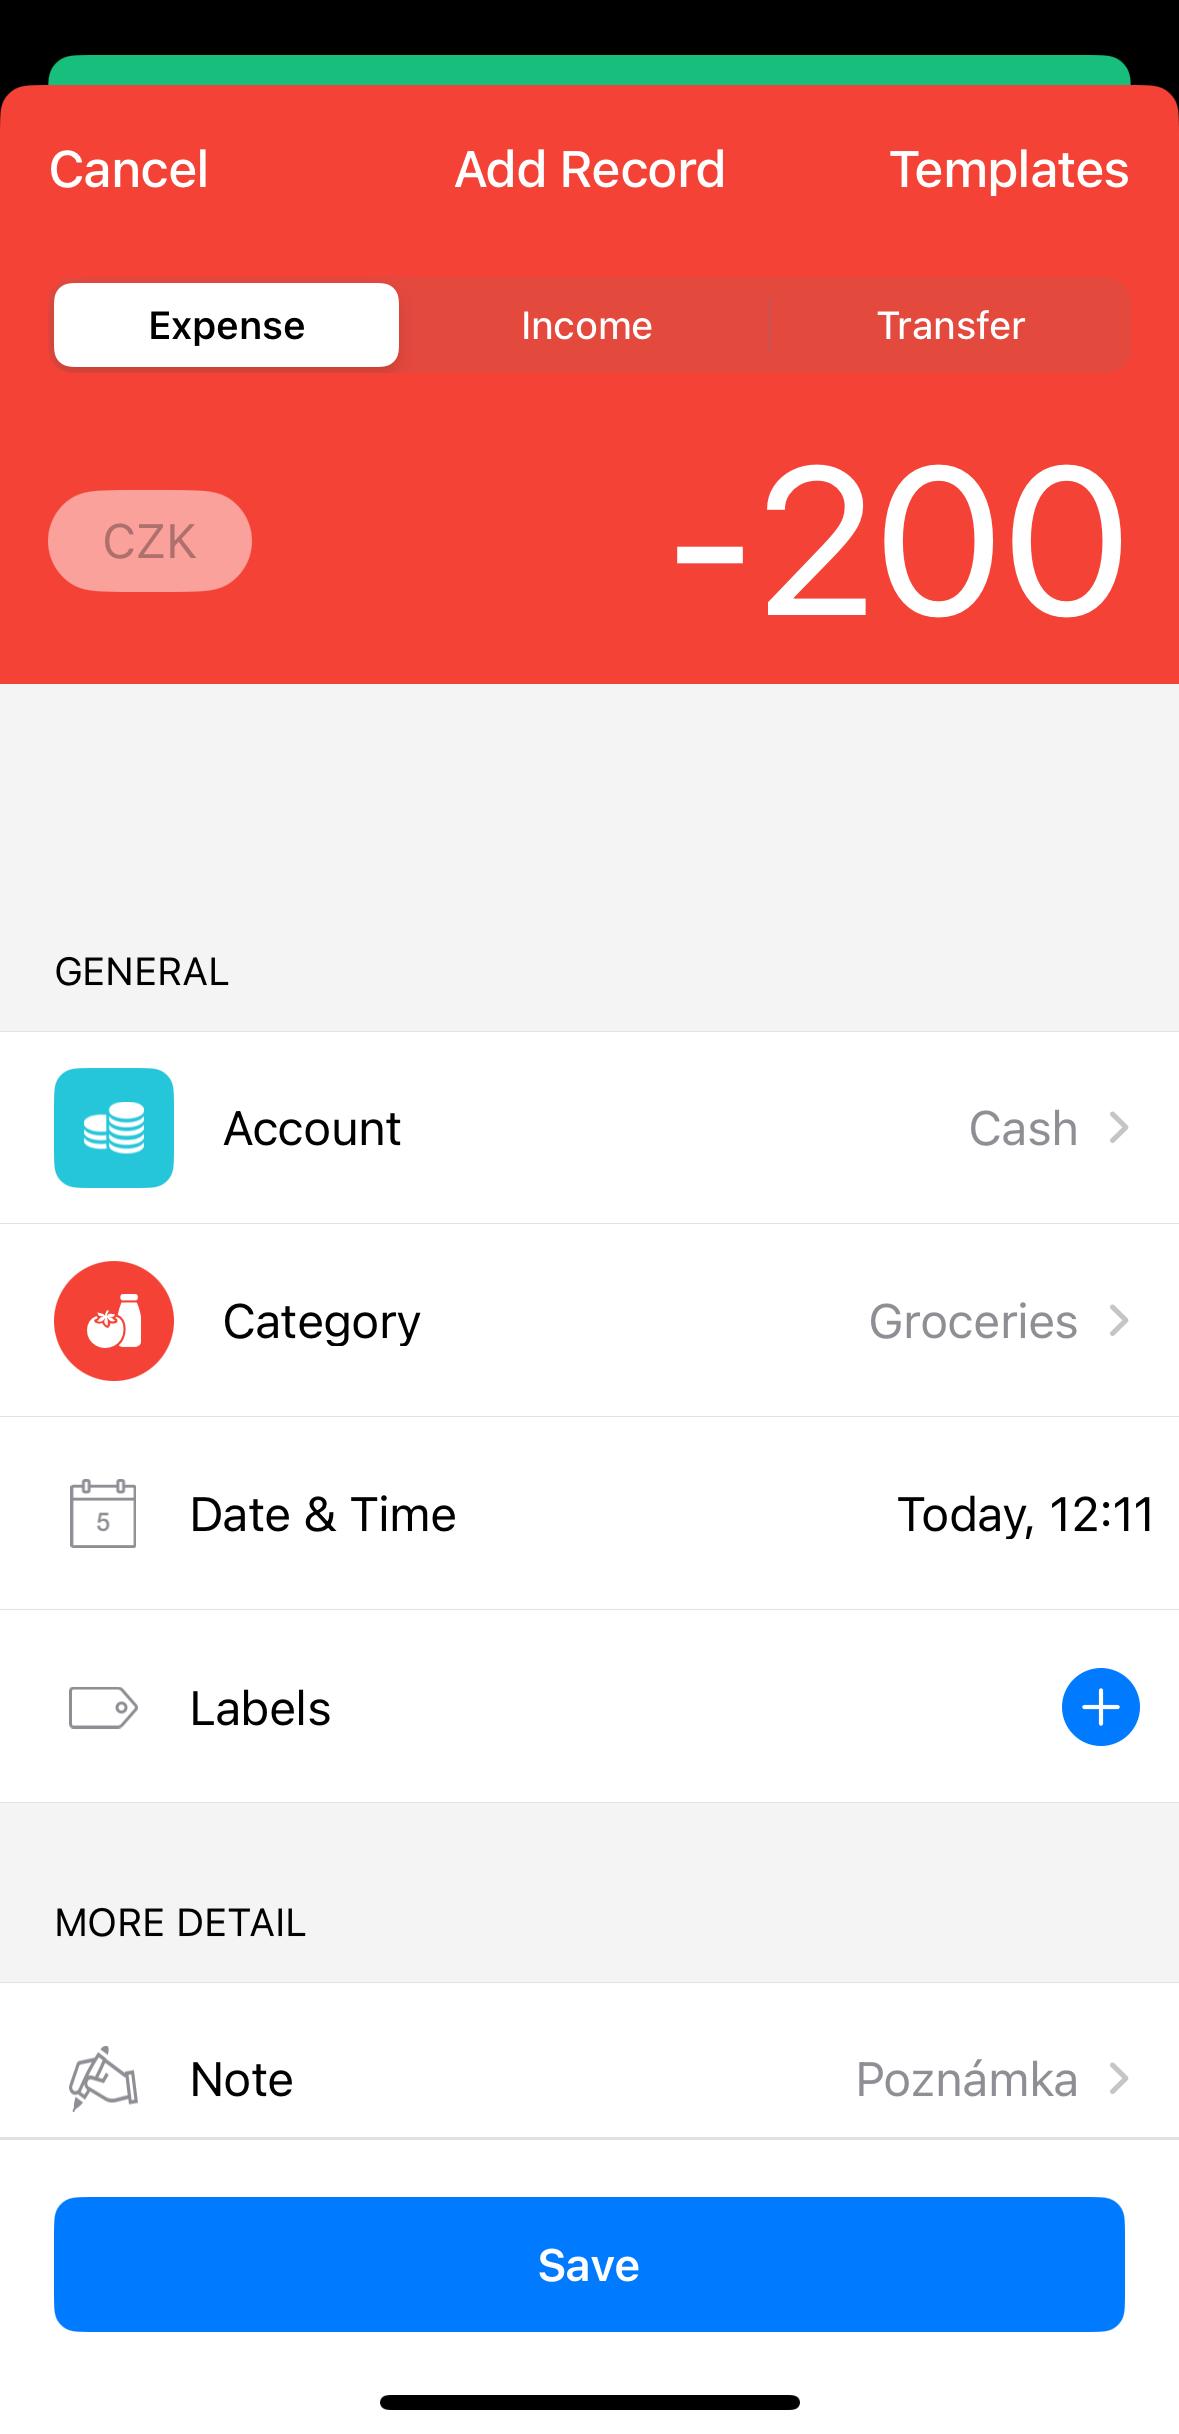 Cancel Add Record Templates
Expense Income Transfer
CZK -200
GENERAL
Account Cash
Category Groceries
5 Date & Time Today, 12:11
Labels
MORE DETAIL
Note Poznámka
Save